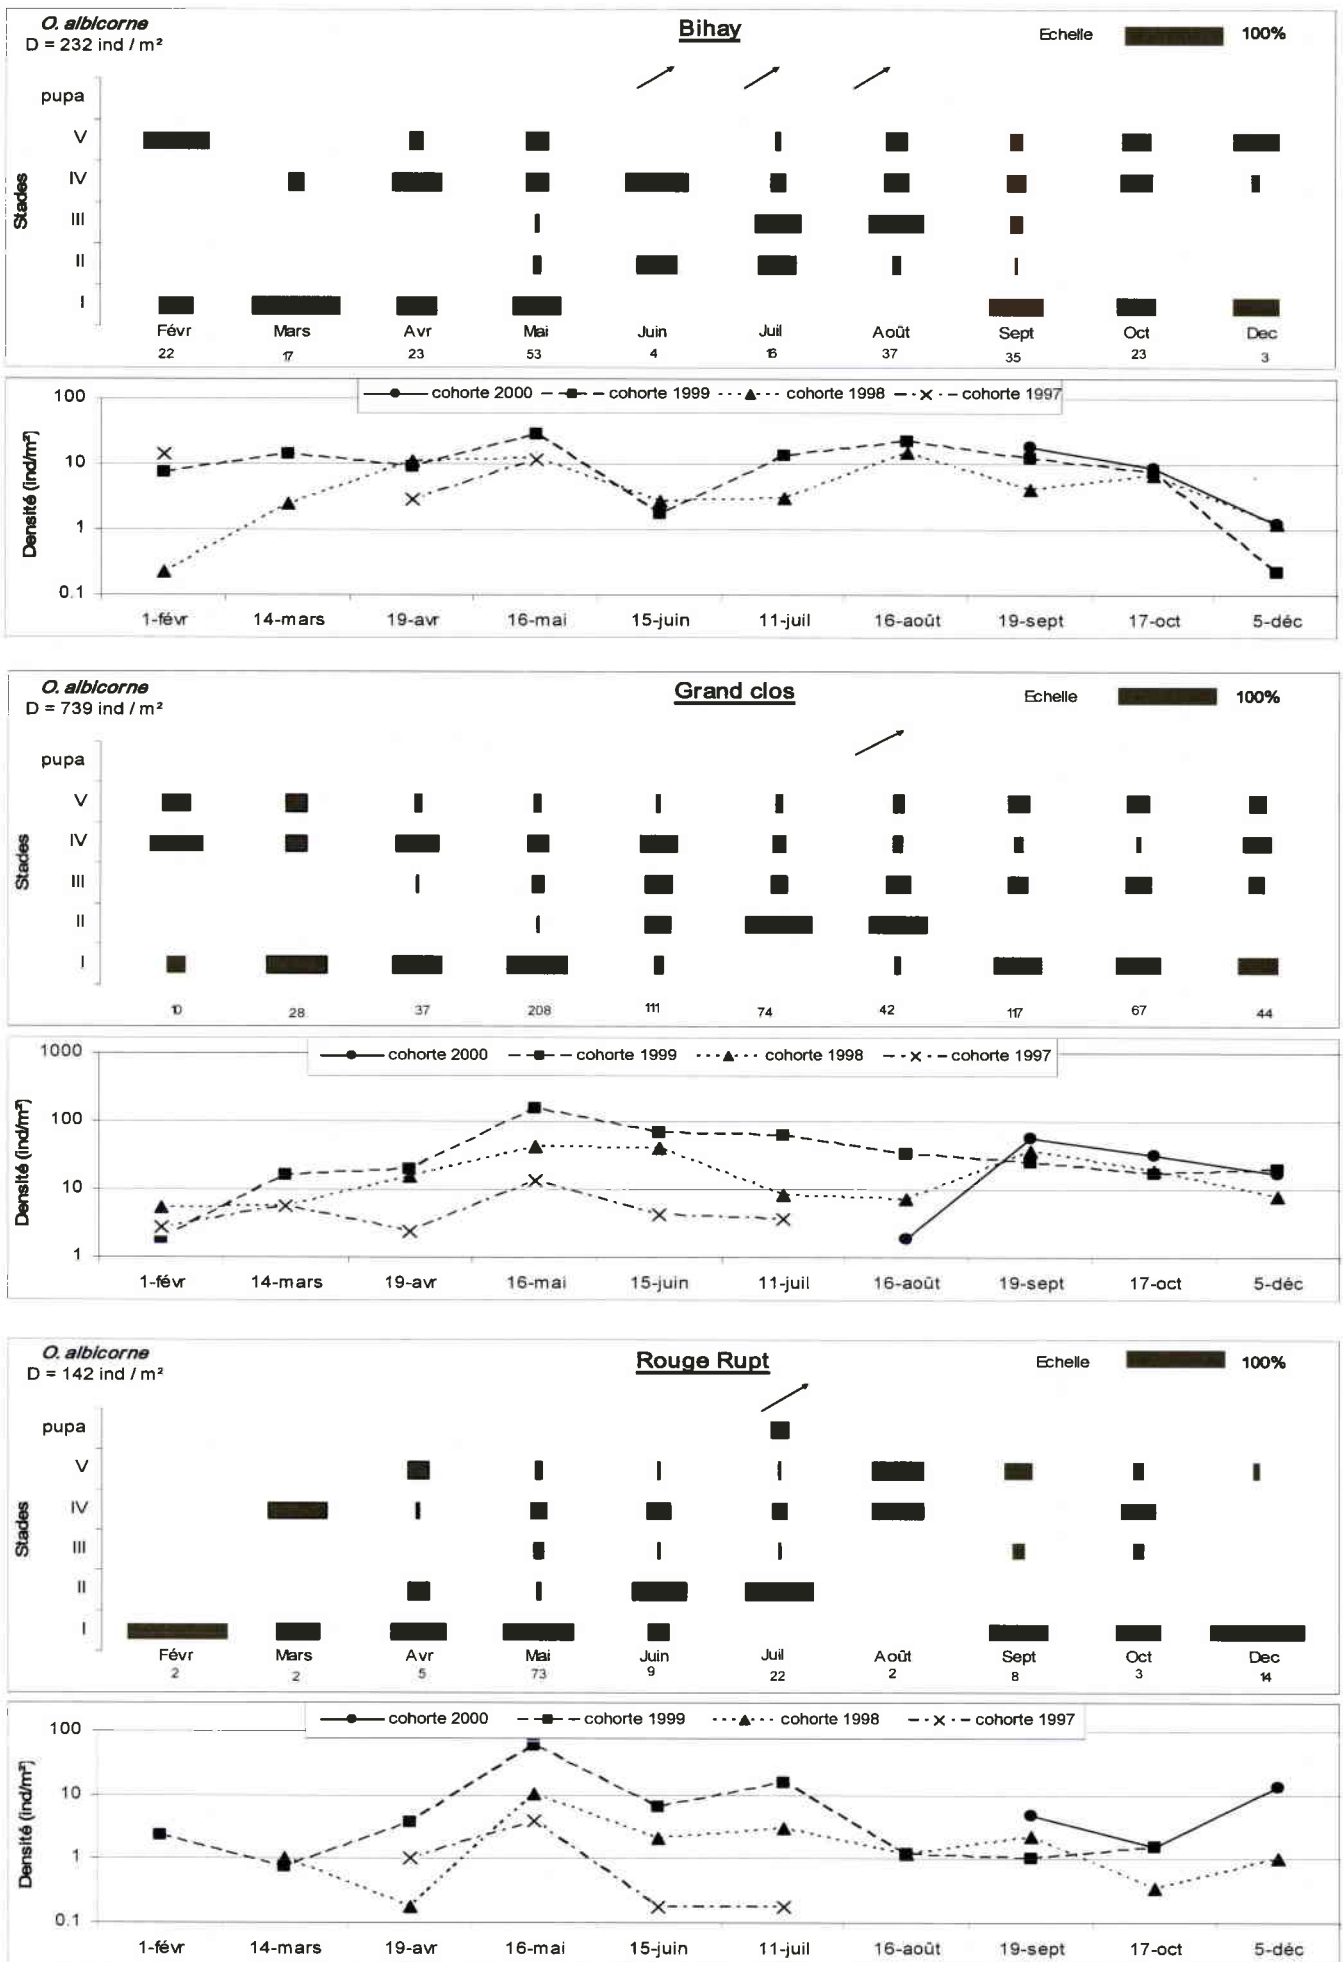 O. albicorne
D = 232 ind / m²
Bihay
Echelle 100%
Stades
pupa
V
IV
III
II
I
Févr Mars Avr Mai Juin Juil Août Sept Oct Dec
22 17 23 53 4 16 37 35 23 3
cohorte 2000 cohorte 1999 cohorte 1998 cohorte 1997
Densité (ind/m²)
100
10
1
0.1
1-févr 14-mars 19-avr 16-mai 15-juin 11-juil 16-août 19-sept 17-oct 5-déc
O. albicorne
D = 739 ind / m²
Grand clos
Echelle 100%
Stades
pupa
V
IV
III
II
I
10 28 37 208 111 74 42 117 67 44
cohorte 2000 cohorte 1999 cohorte 1998 cohorte 1997
Densité (ind/m²)
1000
100
10
1
1-févr 14-mars 19-avr 16-mai 15-juin 11-juil 16-août 19-sept 17-oct 5-déc
O. albicorne
D = 142 ind / m²
Rouge Rupt
Echelle 100%
Stades
pupa
V
IV
III
II
I
Févr Mars Avr Mai Juin Juil Août Sept Oct Dec
2 2 5 73 9 22 2 8 3 14
cohorte 2000 cohorte 1999 cohorte 1998 cohorte 1997
Densité (ind/m²)
100
10
1
0.1
1-févr 14-mars 19-avr 16-mai 15-juin 11-juil 16-août 19-sept 17-oct 5-déc